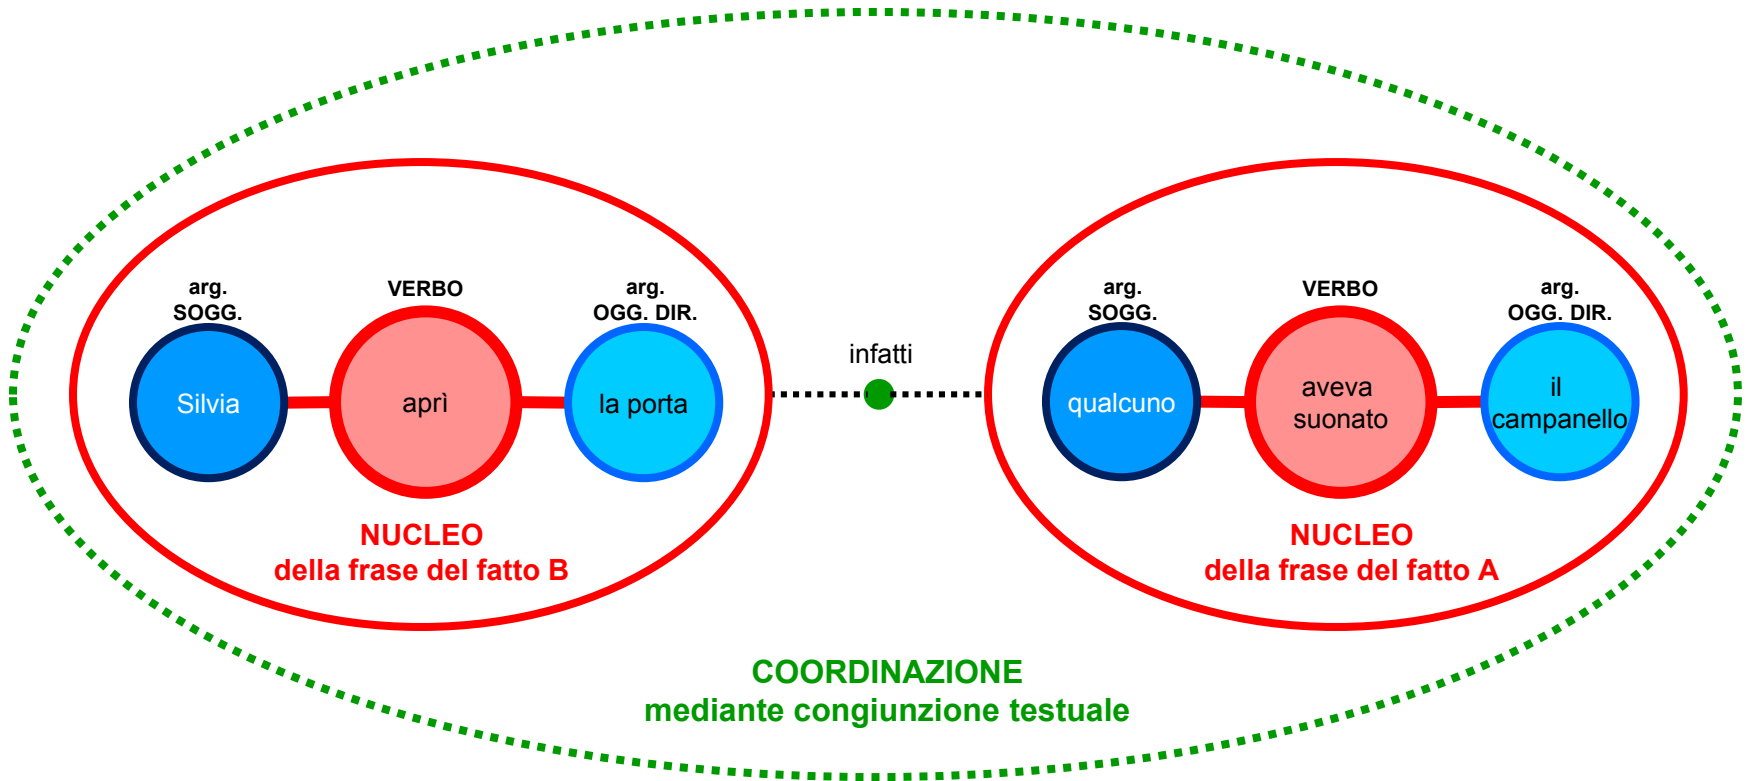 arg.
SOGG.
VERBO
arg.
OGG. DIR.
Silvia
aprì
la porta
NUCLEO
della frase del fatto B
infatti
arg.
SOGG.
VERBO
arg.
OGG. DIR.
qualcuno
aveva
suonato
il
campanello
NUCLEO
della frase del fatto A
COORDINAZIONE
mediante congiunzione testuale